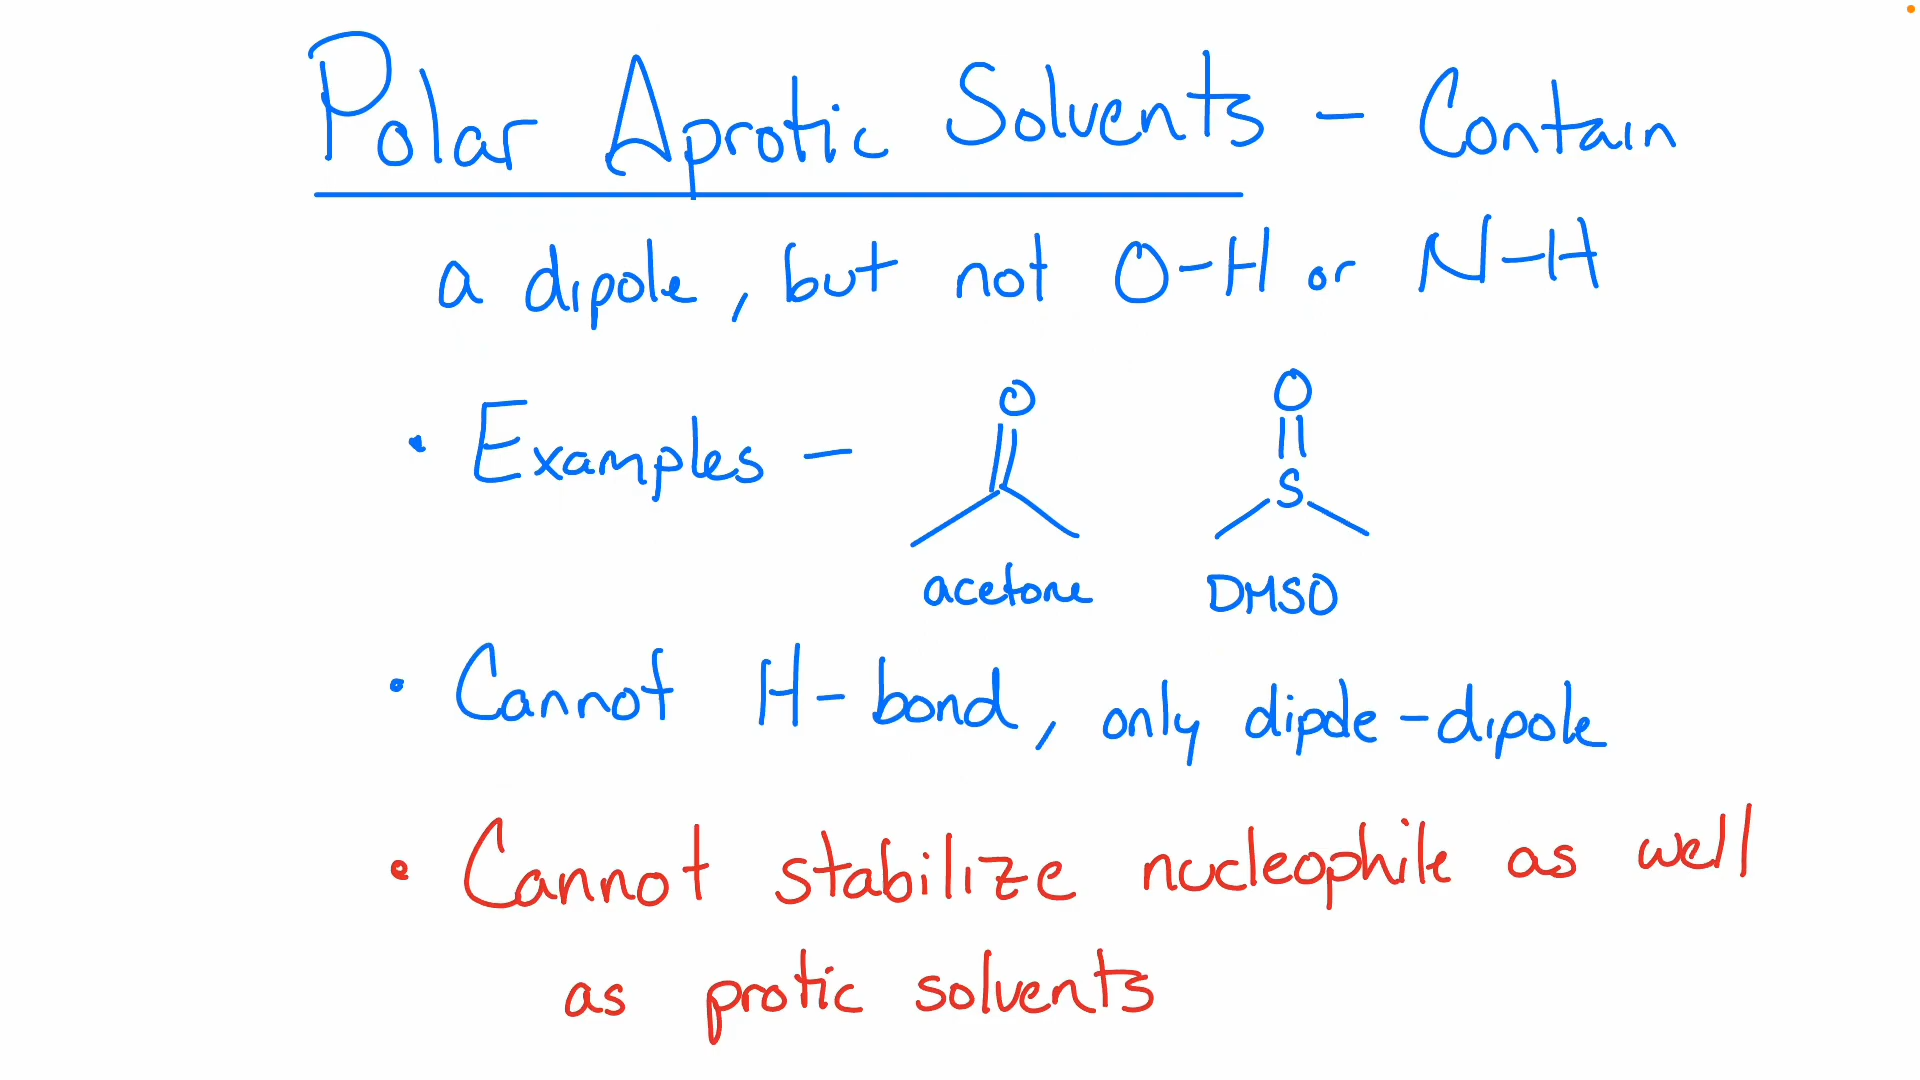 Polar Aprotic Solvents – Contain
a dipole, but not O-H or N-H
• Examples –
O
O
S
acetone
DMSO
• Cannot H-bond, only dipole-dipole
• Cannot stabilize nucleophile as well
as protic solvents